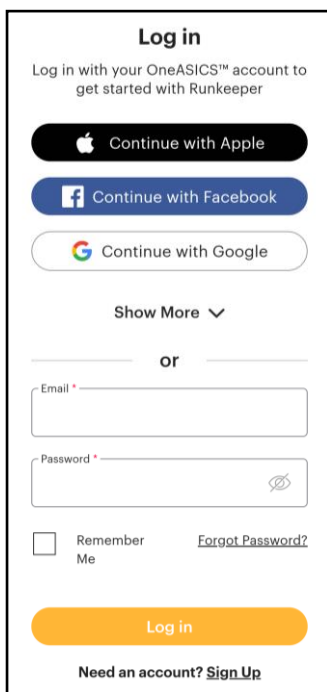 Log in
Log in with your OneASICS™ account to
get started with Runkeeper
Continue with Apple
Continue with Facebook
Continue with Google
Show More
or
Email *
Password *
Remember
Me
Forgot Password?
Log in
Need an account? Sign Up